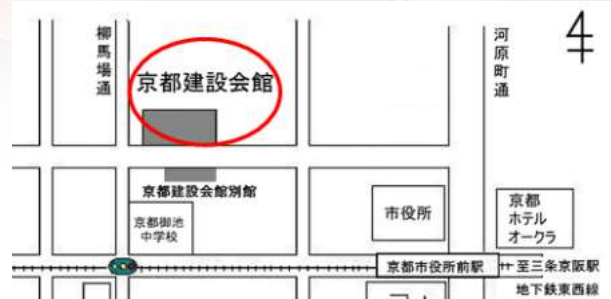 柳馬場通
京都建設会館
河原町通
京都建設会館別館
京都御池
中学校
市役所
京都
ホテル
オークラ
京都市役所前駅
至三条京阪駅
地下鉄東西線